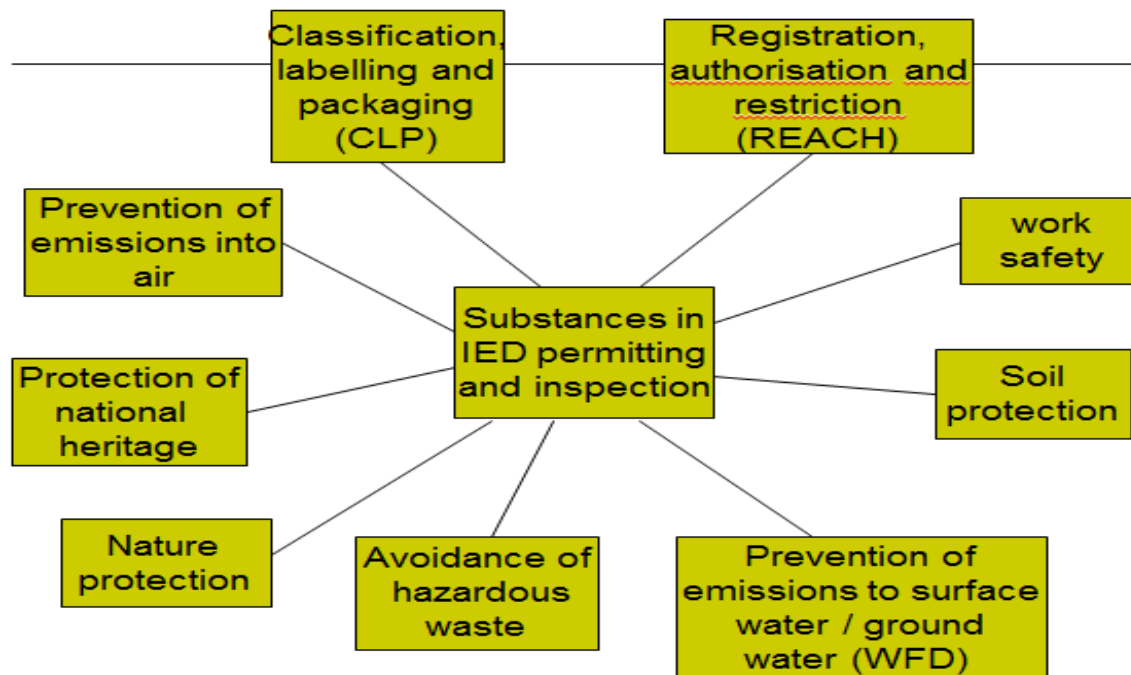 Classification,
labelling and
packaging
(CLP)
Registration,
authorisation and
restriction
(REACH)
Prevention of
emissions into
air
work
safety
Substances in
IED permitting
and inspection
Protection of
national
heritage
Soil
protection
Nature
protection
Avoidance of
hazardous
waste
Prevention of
emissions to surface
water / ground
water (WFD)